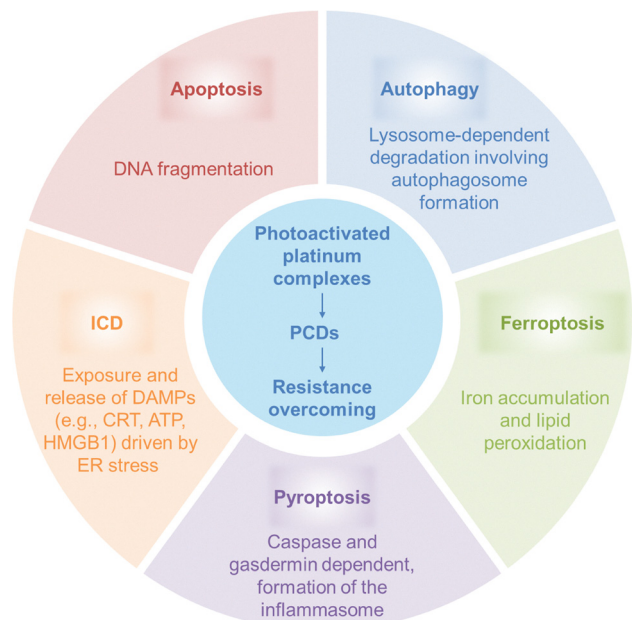 Apoptosis
DNA fragmentation
Autophagy
Lysosome-dependent
degradation involving
autophagosome
formation
Photoactivated
platinum
complexes
PCDs
Resistance
overcoming
ICD
Exposure and
release of DAMPs
(e.g., CRT, ATP,
HMGB1) driven by
ER stress
Ferroptosis
Iron accumulation
and lipid
peroxidation
Pyroptosis
Caspase and
gasdermin dependent,
formation of the
inflammasome